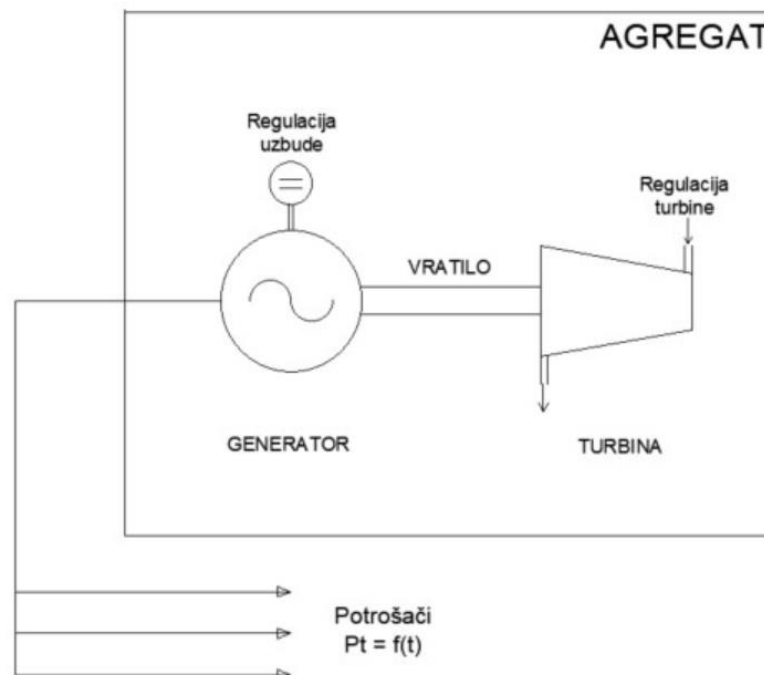 AGREGAT
Regulacija
uzbude
Regulacija
turbine
VRATILO
GENERATOR
TURBINA
Potrošači
Pt = f(t)